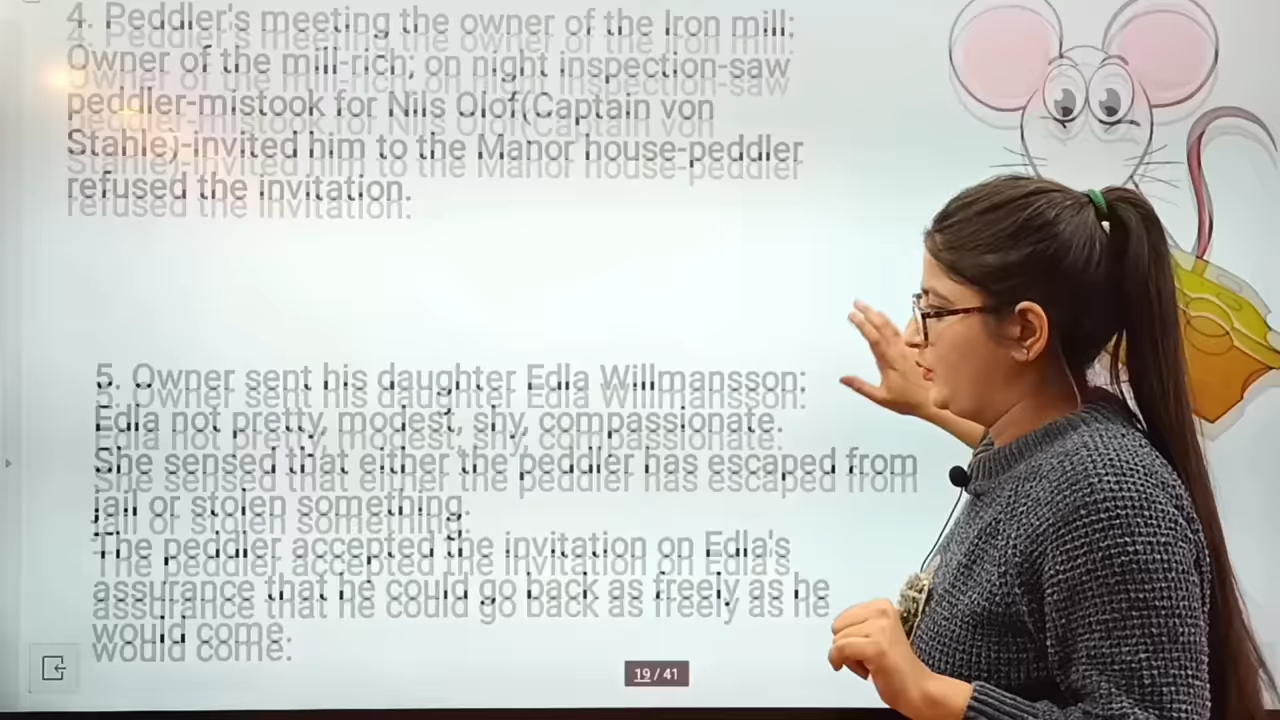 4. Peddler's meeting the owner of the Iron mill:
Owner of the mill-rich; on night inspection-saw
peddler-mistook for Nils Olof(Captain von
Stahle)-invited him to the Manor house-peddler
refused the invitation.
5. Owner sent his daughter Edla Willmansson:
Edla not pretty, modest, shy, compassionate.
She sensed that either the peddler has escaped from
jail or stolen something.
The peddler accepted the invitation on Edla's
assurance that he could go back as freely as he
would come.
19 / 41